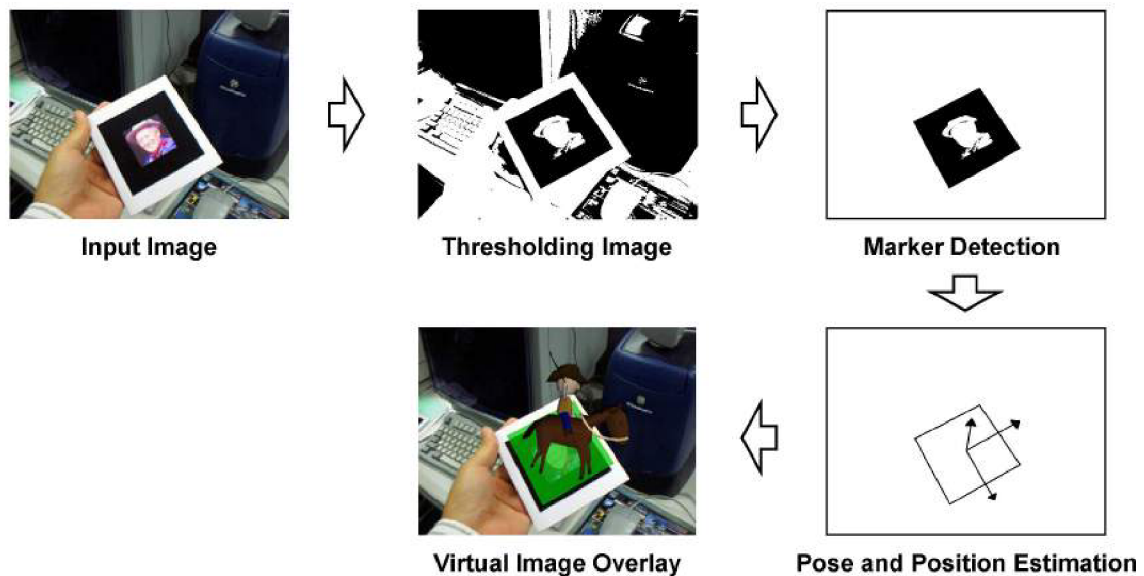 Input Image
Thresholding Image
Marker Detection
Pose and Position Estimation
Virtual Image Overlay